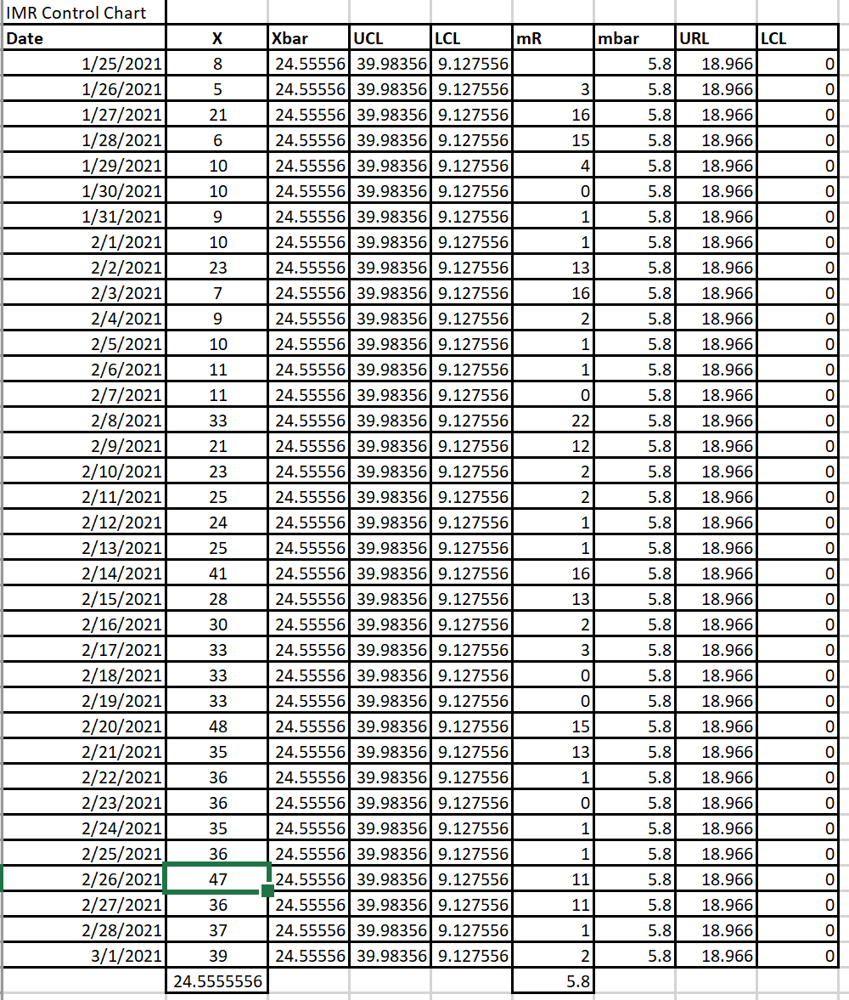 IMR Control Chart
Date X Xbar UCL LCL mR mbar URL LCL
1/25/2021 8 24.55556 39.98356 9.127556 5.8 18.966 0
1/26/2021 5 24.55556 39.98356 9.127556 3 5.8 18.966 0
1/27/2021 21 24.55556 39.98356 9.127556 16 5.8 18.966 0
1/28/2021 6 24.55556 39.98356 9.127556 15 5.8 18.966 0
1/29/2021 10 24.55556 39.98356 9.127556 4 5.8 18.966 0
1/30/2021 10 24.55556 39.98356 9.127556 0 5.8 18.966 0
1/31/2021 9 24.55556 39.98356 9.127556 1 5.8 18.966 0
2/1/2021 10 24.55556 39.98356 9.127556 1 5.8 18.966 0
2/2/2021 23 24.55556 39.98356 9.127556 13 5.8 18.966 0
2/3/2021 7 24.55556 39.98356 9.127556 16 5.8 18.966 0
2/4/2021 9 24.55556 39.98356 9.127556 2 5.8 18.966 0
2/5/2021 10 24.55556 39.98356 9.127556 1 5.8 18.966 0
2/6/2021 11 24.55556 39.98356 9.127556 1 5.8 18.966 0
2/7/2021 11 24.55556 39.98356 9.127556 0 5.8 18.966 0
2/8/2021 33 24.55556 39.98356 9.127556 22 5.8 18.966 0
2/9/2021 21 24.55556 39.98356 9.127556 12 5.8 18.966 0
2/10/2021 23 24.55556 39.98356 9.127556 2 5.8 18.966 0
2/11/2021 25 24.55556 39.98356 9.127556 2 5.8 18.966 0
2/12/2021 24 24.55556 39.98356 9.127556 1 5.8 18.966 0
2/13/2021 25 24.55556 39.98356 9.127556 1 5.8 18.966 0
2/14/2021 41 24.55556 39.98356 9.127556 16 5.8 18.966 0
2/15/2021 28 24.55556 39.98356 9.127556 13 5.8 18.966 0
2/16/2021 30 24.55556 39.98356 9.127556 2 5.8 18.966 0
2/17/2021 33 24.55556 39.98356 9.127556 3 5.8 18.966 0
2/18/2021 33 24.55556 39.98356 9.127556 0 5.8 18.966 0
2/19/2021 33 24.55556 39.98356 9.127556 0 5.8 18.966 0
2/20/2021 48 24.55556 39.98356 9.127556 15 5.8 18.966 0
2/21/2021 35 24.55556 39.98356 9.127556 13 5.8 18.966 0
2/22/2021 36 24.55556 39.98356 9.127556 1 5.8 18.966 0
2/23/2021 36 24.55556 39.98356 9.127556 0 5.8 18.966 0
2/24/2021 35 24.55556 39.98356 9.127556 1 5.8 18.966 0
2/25/2021 36 24.55556 39.98356 9.127556 1 5.8 18.966 0
2/26/2021 47 24.55556 39.98356 9.127556 11 5.8 18.966 0
2/27/2021 36 24.55556 39.98356 9.127556 11 5.8 18.966 0
2/28/2021 37 24.55556 39.98356 9.127556 1 5.8 18.966 0
3/1/2021 39 24.55556 39.98356 9.127556 2 5.8 18.966 0
24.5555556 5.8